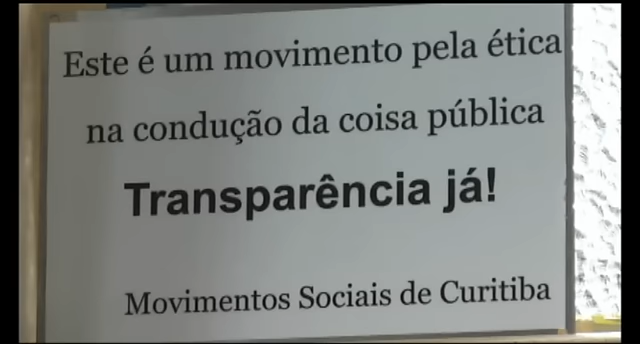 Este é um movimento pela ética
na condução da coisa pública
Transparência já!
Movimentos Sociais de Curitiba